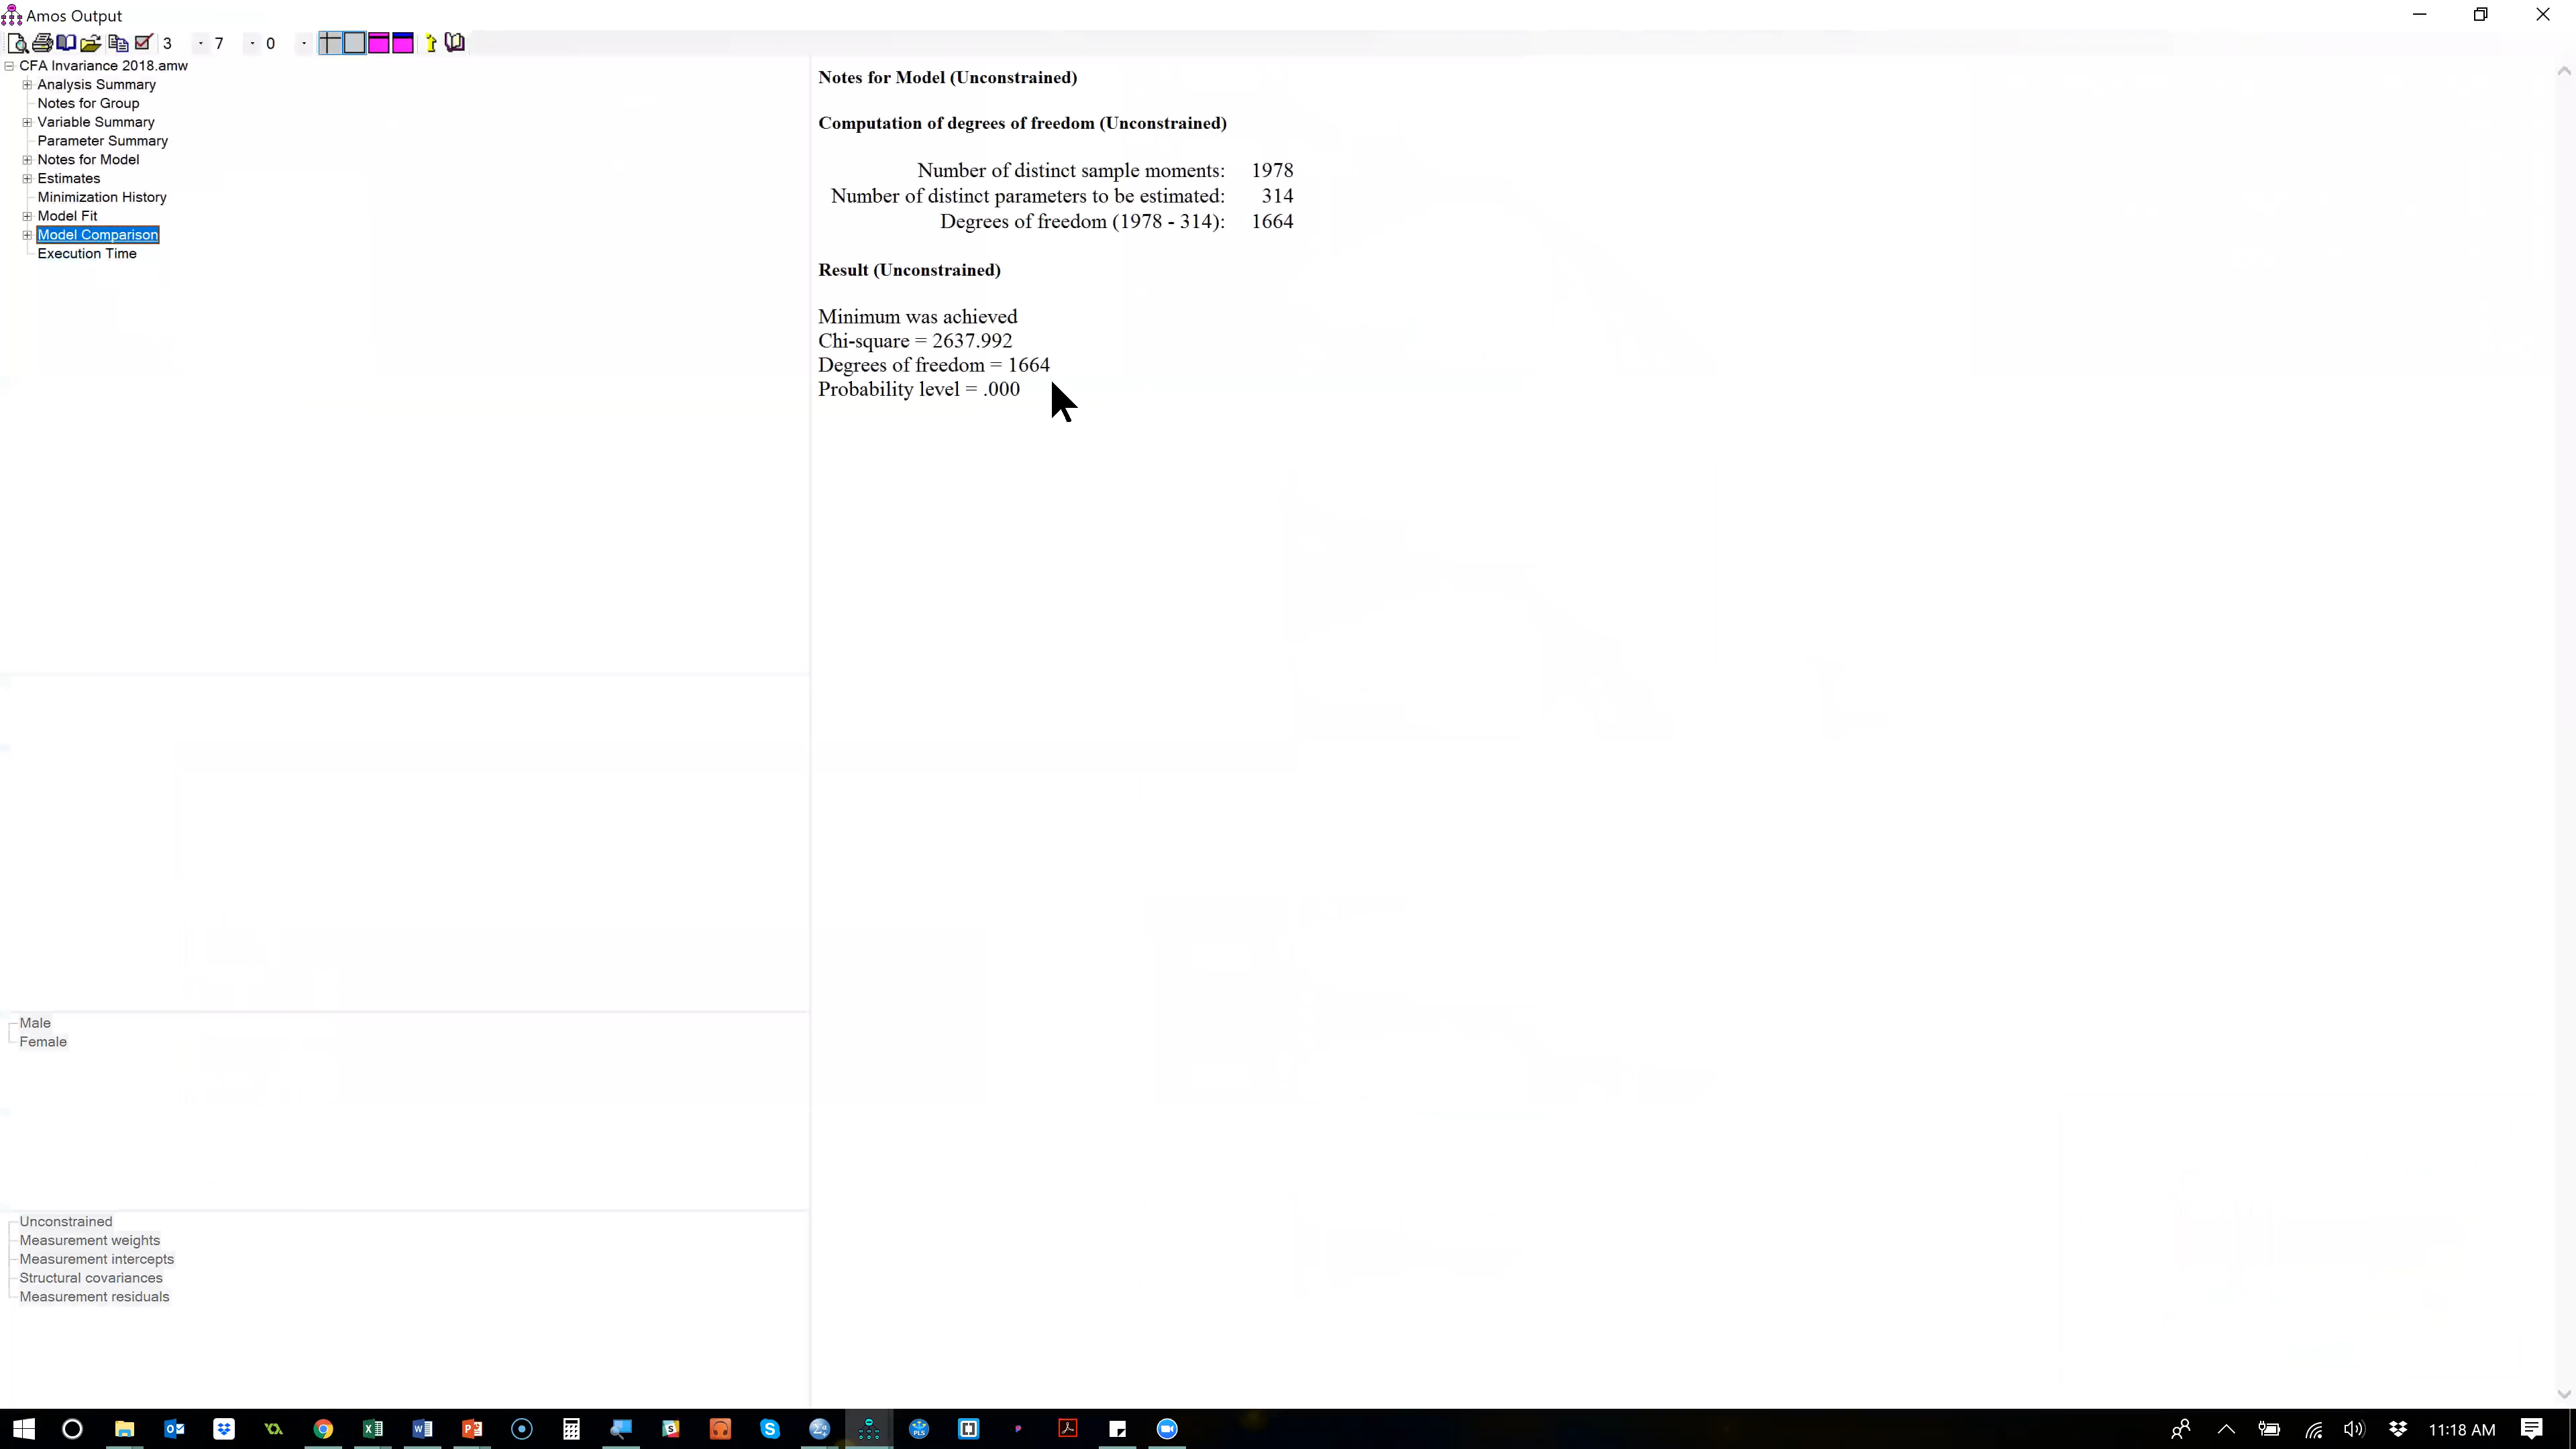 Amos Output
3 7 0
CFA Invariance 2018.amw
Analysis Summary
Notes for Group
Variable Summary
Parameter Summary
Notes for Model
Estimates
Minimization History
Model Fit
Model Comparison
Execution Time
Notes for Model (Unconstrained)
Computation of degrees of freedom (Unconstrained)
Number of distinct sample moments: 1978
Number of distinct parameters to be estimated: 314
Degrees of freedom (1978 - 314): 1664
Result (Unconstrained)
Minimum was achieved
Chi-square = 2637.992
Degrees of freedom = 1664
Probability level = .000
Male
Female
Unconstrained
Measurement weights
Measurement intercepts
Structural covariances
Measurement residuals
11:18 AM